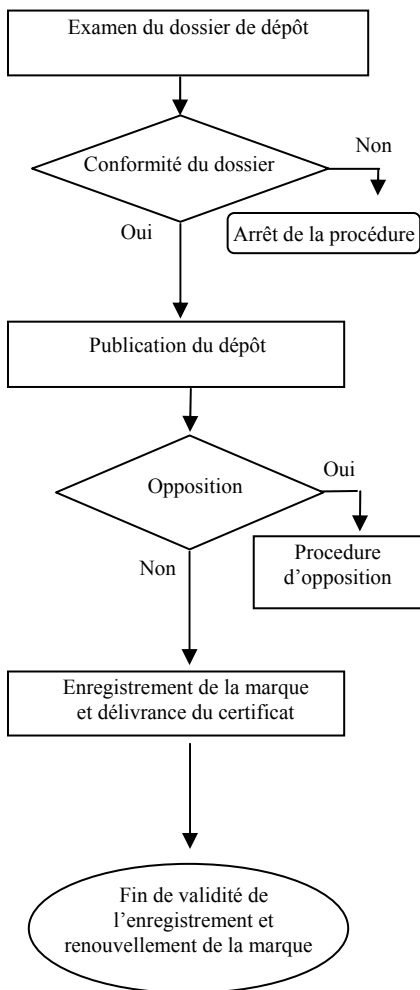 Examen du dossier de dépôt
Non
Conformité du dossier
Oui
Arrêt de la procédure
Publication du dépôt
Oui
Opposition
Procedure
d’opposition
Non
Enregistrement de la marque
et délivrance du certificat
Fin de validité de
l’enregistrement et
renouvellement de la marque